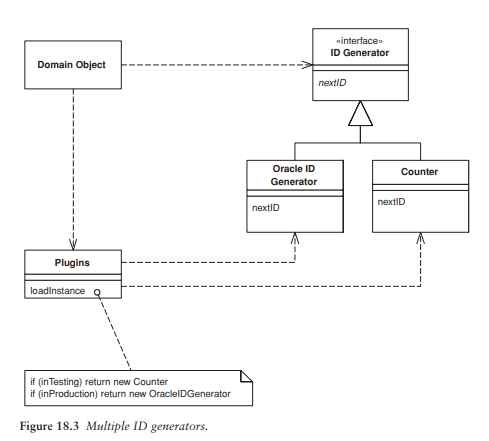 «interface»
ID Generator
nextID
Domain Object
Oracle ID
Generator
nextID
Counter
nextID
Plugins
loadInstance
if (inTesting) return new Counter
if (inProduction) return new OracleIDGenerator
Figure 18.3 Multiple ID generators.